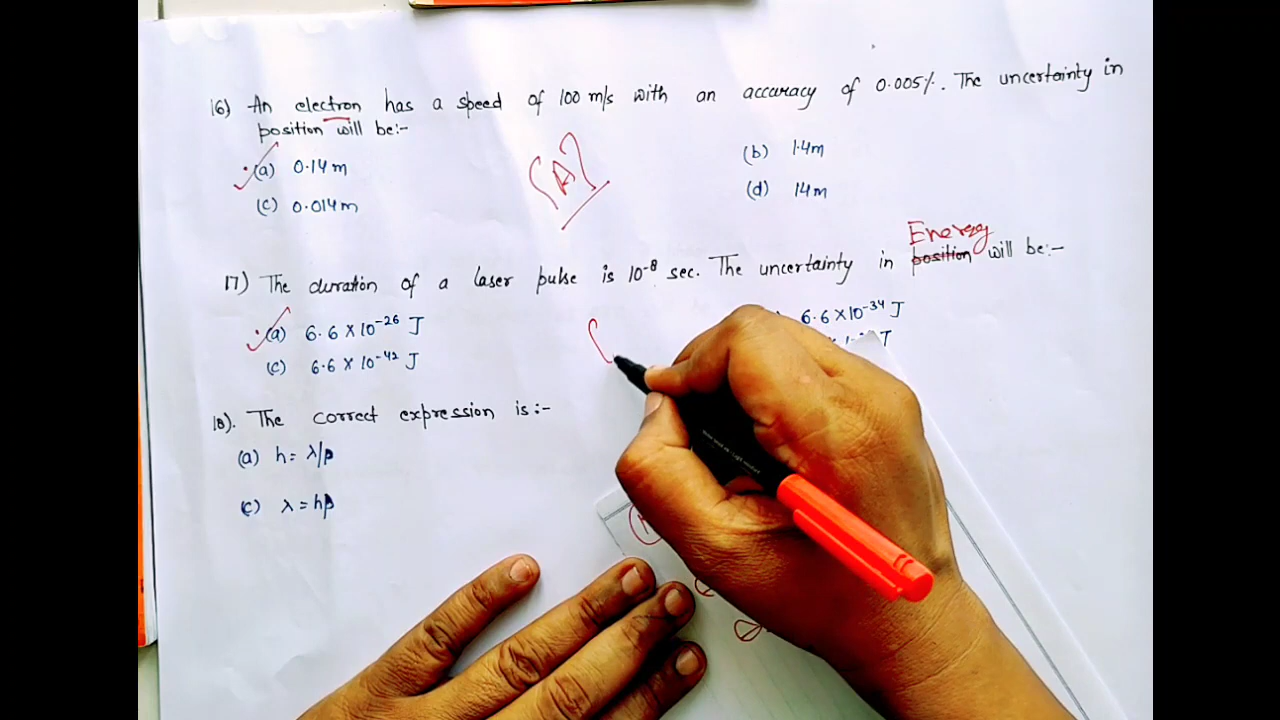 16) An electron has a speed of 100 m/s with an accuracy of 0.005%. The uncertainty in
position will be:-
(a) 0.14 m
(b) 1.4m
(c) 0.014 m
(d) 14m
{A}
Energy
17) The duration of a laser pulse is 10⁻⁸ sec. The uncertainty in position will be:-
(a) 6.6 × 10⁻²⁶ J
6.6 × 10⁻³⁴ J
(c) 6.6 × 10⁻⁴² J
18). The correct expression is:-
(a) h = λ/p
(c) λ = hp